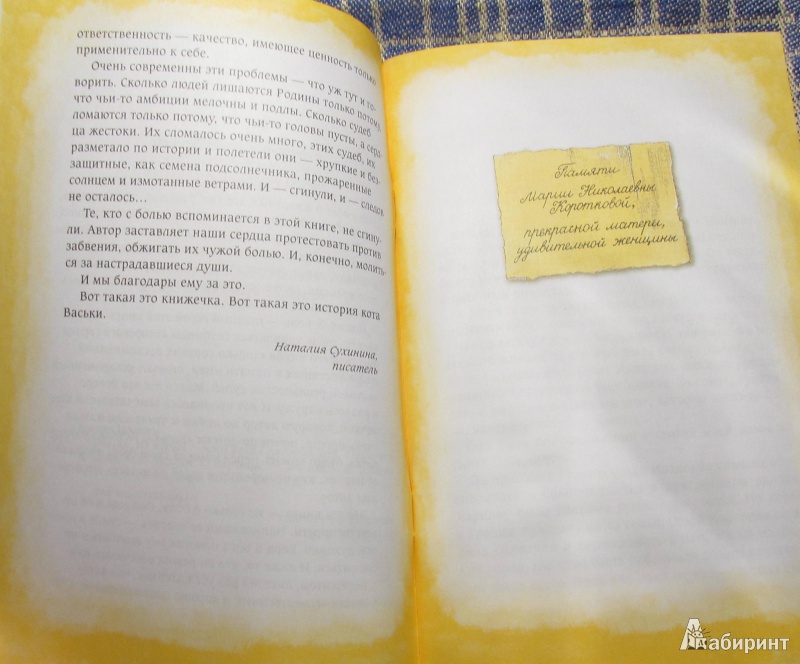 ответственность — качество, имеющее ценность только
применительно к себе.
Очень современны эти проблемы — что уж тут и го-
ворить. Сколько людей лишаются Родины только потому,
что чьи-то амбиции мелочны и подлы. Сколько судеб
ломаются только потому, что чьи-то головы пусты, а серд-
ца жестоки. Их сломалось очень много, этих судеб, их
разметало по истории и полетели они — хрупкие и без-
защитные, как семена подсолнечника, прожаренные
солнцем и измотанные ветрами. И — сгинули, и — следов
не осталось…
Те, кто с болью вспоминается в этой книге, не сгину-
ли. Автор заставляет наши сердца протестовать против
забвения, обжигать их чужой болью. И, конечно, молить-
ся за настрадавшиеся души.
И мы благодары ему за это.
Вот такая это книжечка. Вот такая это история кота
Васьки.
Наталия Сухинина,
писатель
Памяти
Марии Николаевны
Коротковой,
прекрасной матери,
удивительной женщины
Лабиринт